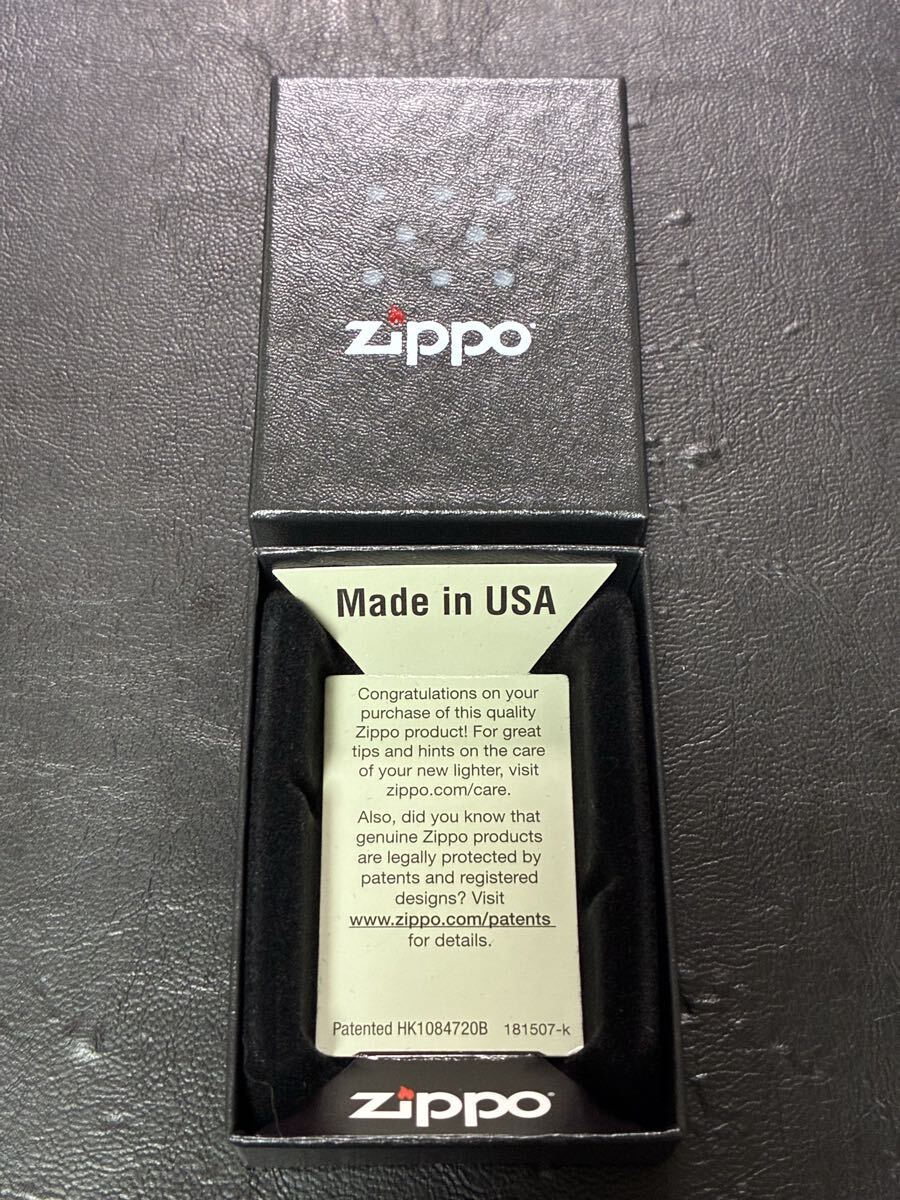 Zippo
Made in USA
Congratulations on your
purchase of this quality
Zippo product! For great
tips and hints on the care
of your new lighter, visit
zippo.com/care.
Also, did you know that
genuine Zippo products
are legally protected by
patents and registered
designs? Visit
www.zippo.com/patents
for details.
Patented HK1084720B 181507-k
Zippo